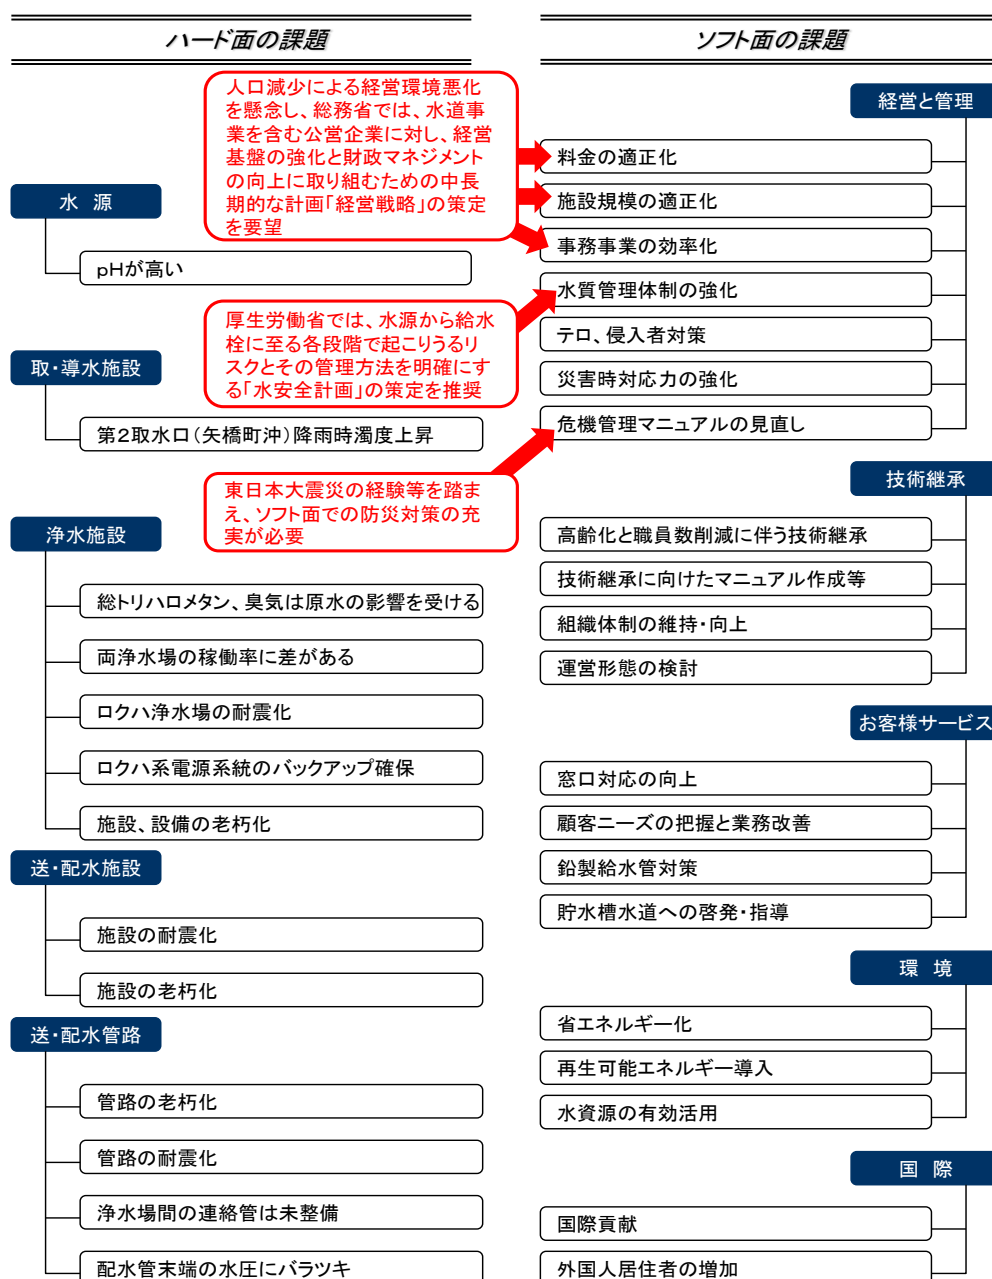 ハード面の課題
人口減少による経営環境悪化
を懸念し、総務省では、水道事
業を含む公営企業に対し、経営
基盤の強化と財政マネジメント
の向上に取り組むための中長
期的な計画「経営戦略」の策定
を要望
水 源
pHが高い
厚生労働省では、水源から給水
栓に至る各段階で起こりうるリ
スクとその管理方法を明確にす
る「水安全計画」の策定を推奨
取・導水施設
第2取水口(矢橋町沖)降雨時濁度上昇
東日本大震災の経験等を踏ま
え、ソフト面での防災対策の充
実が必要
浄水施設
総トリハロメタン、臭気は原水の影響を受ける
両浄水場の稼働率に差がある
ロクハ浄水場の耐震化
ロクハ系電源系統のバックアップ確保
施設、設備の老朽化
送・配水施設
施設の耐震化
施設の老朽化
送・配水管路
管路の老朽化
管路の耐震化
浄水場間の連絡管は未整備
配水管末端の水圧にバラツキ
ソフト面の課題
経営と管理
料金の適正化
施設規模の適正化
事務事業の効率化
水質管理体制の強化
テロ、侵入者対策
災害時対応力の強化
危機管理マニュアルの見直し
技術継承
高齢化と職員数削減に伴う技術継承
技術継承に向けたマニュアル作成等
組織体制の維持・向上
運営形態の検討
お客様サービス
窓口対応の向上
顧客ニーズの把握と業務改善
鉛製給水管対策
貯水槽水道への啓発・指導
環 境
省エネルギー化
再生可能エネルギー導入
水資源の有効活用
国 際
国際貢献
外国人居住者の増加